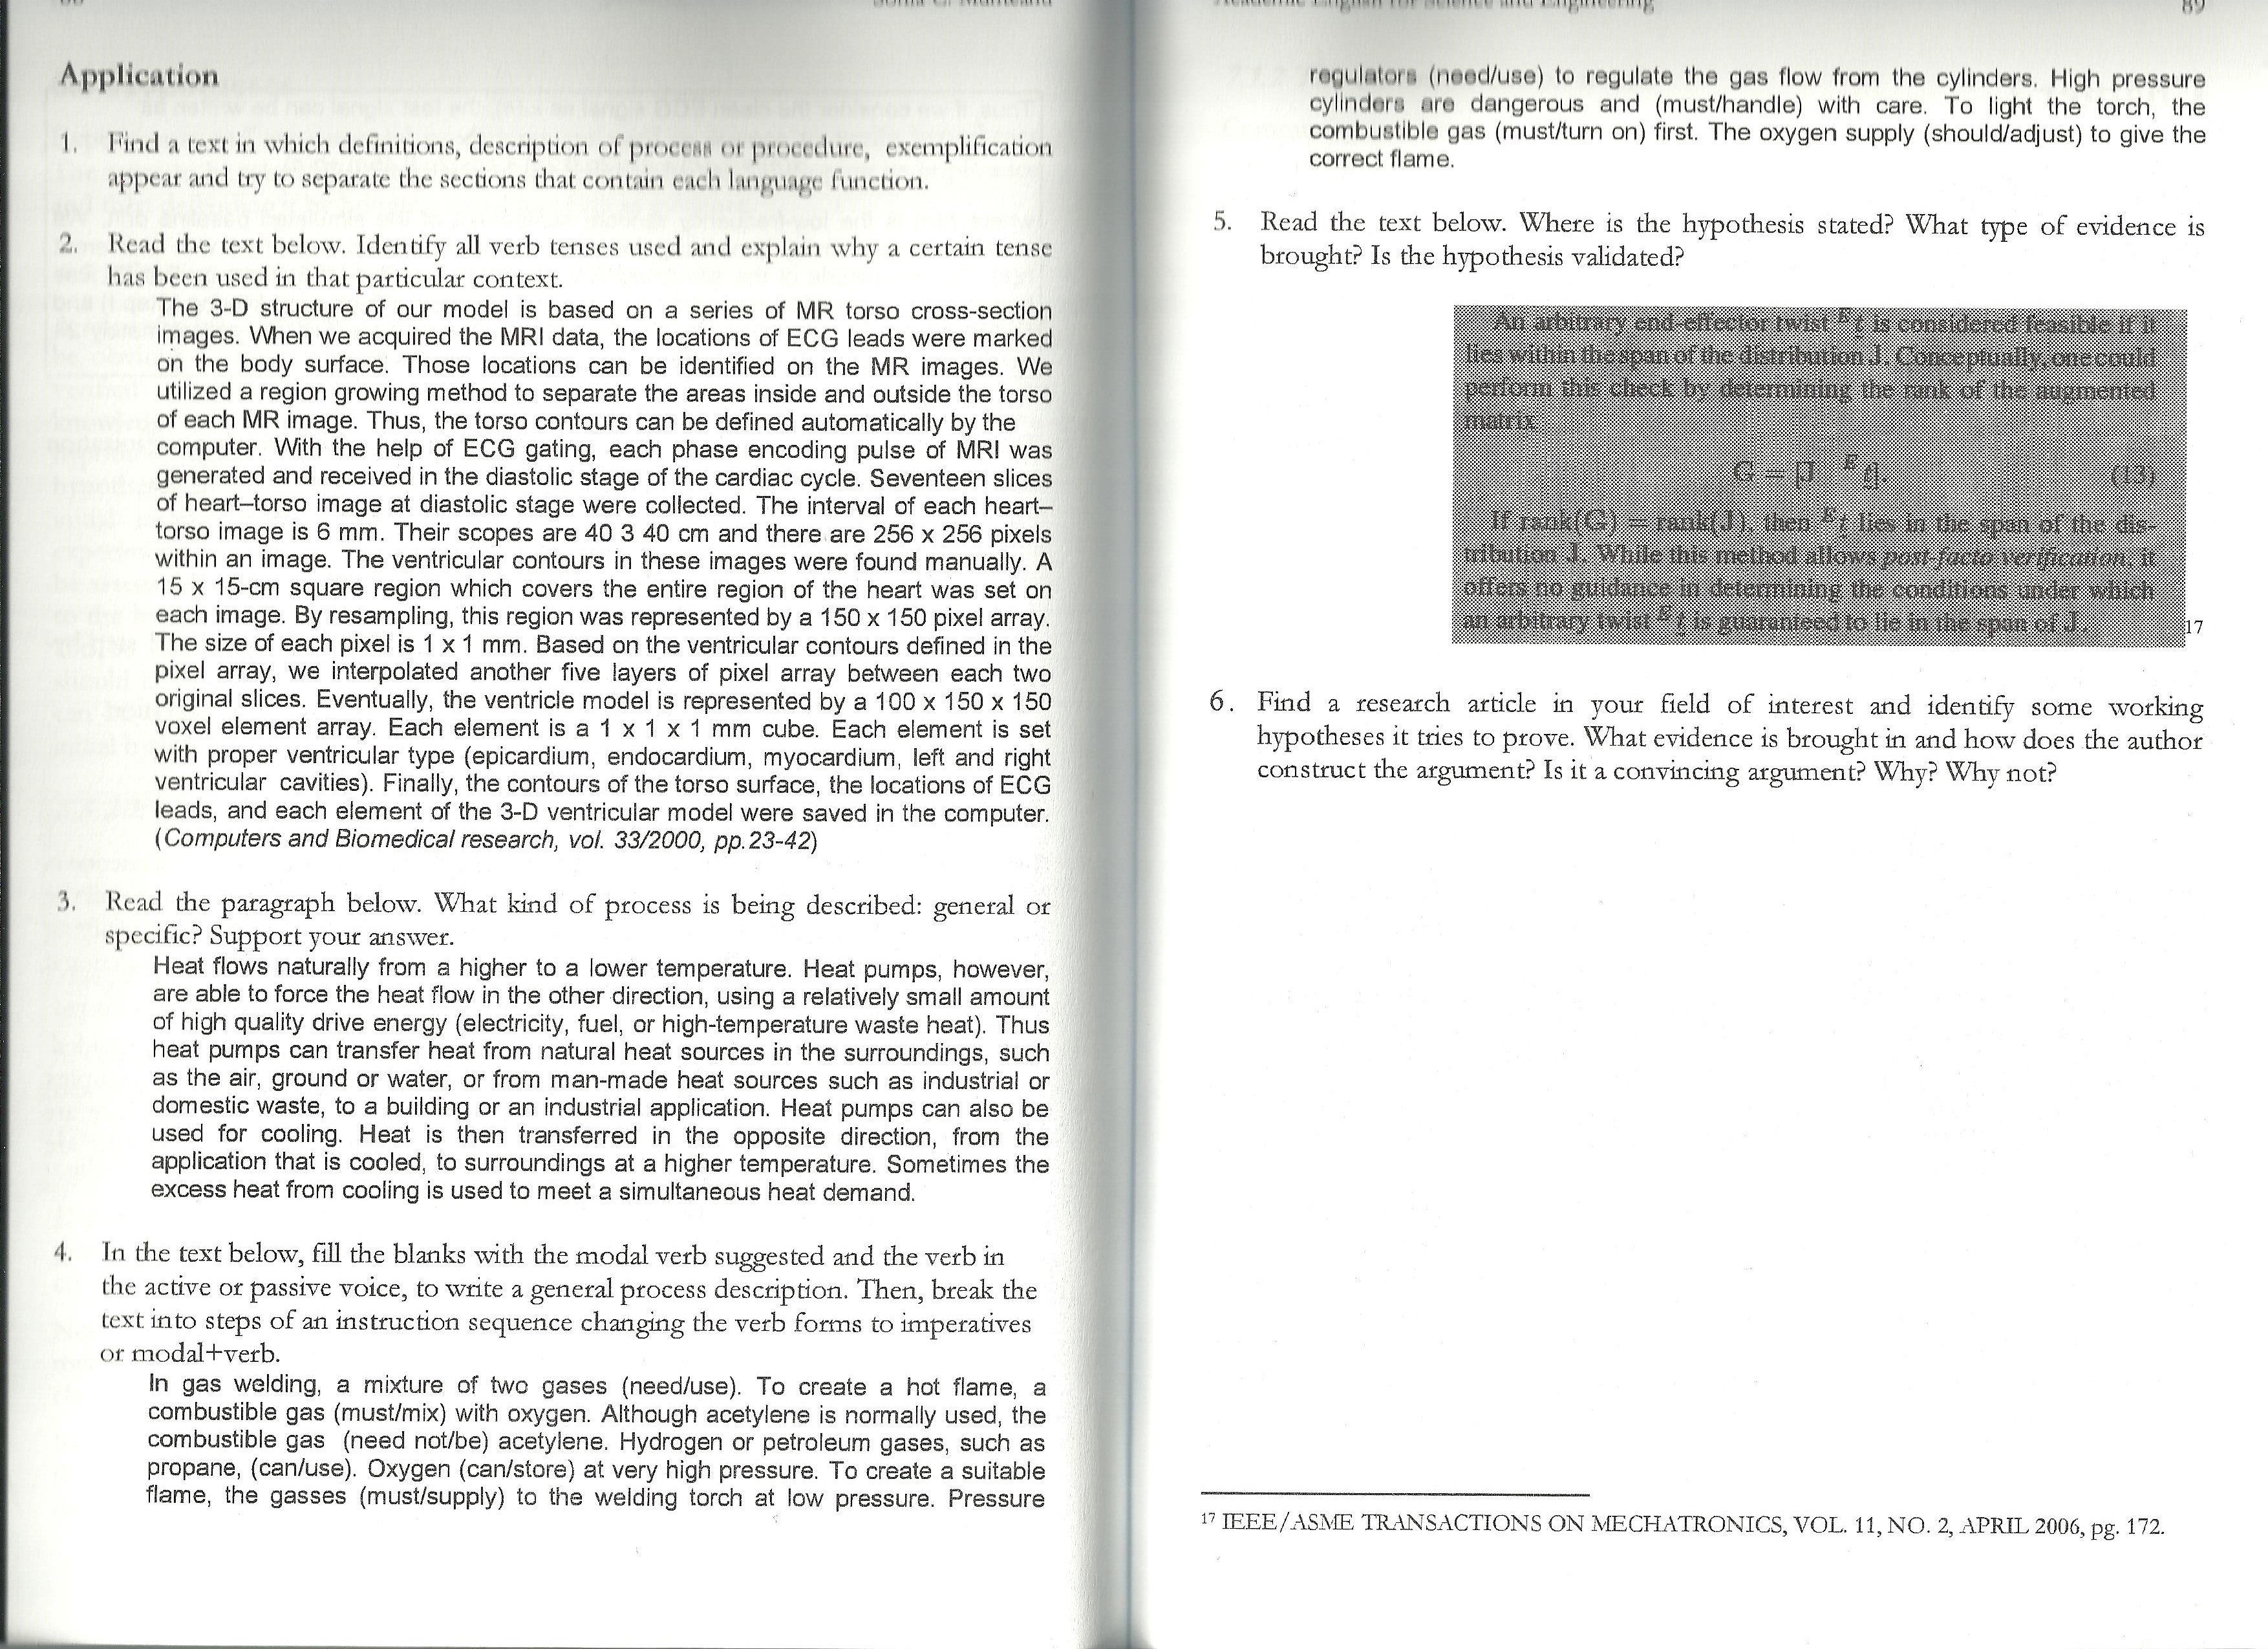 Application
1. Find a text in which definitions, description of process or procedure, exemplification
appear and try to separate the sections that contain each language function.
2. Read the text below. Identify all verb tenses used and explain why a certain tense
has been used in that particular context.
The 3-D structure of our model is based on a series of MR torso cross-section
images. When we acquired the MRI data, the locations of ECG leads were marked
on the body surface. Those locations can be identified on the MR images. We
utilized a region growing method to separate the areas inside and outside the torso
of each MR image. Thus, the torso contours can be defined automatically by the
computer. With the help of ECG gating, each phase encoding pulse of MRI was
generated and received in the diastolic stage of the cardiac cycle. Seventeen slices
of heart–torso image at diastolic stage were collected. The interval of each heart–
torso image is 6 mm. Their scopes are 40 3 40 cm and there are 256 x 256 pixels
within an image. The ventricular contours in these images were found manually. A
15 x 15-cm square region which covers the entire region of the heart was set on
each image. By resampling, this region was represented by a 150 x 150 pixel array.
The size of each pixel is 1 x 1 mm. Based on the ventricular contours defined in the
pixel array, we interpolated another five layers of pixel array between each two
original slices. Eventually, the ventricle model is represented by a 100 x 150 x 150
voxel element array. Each element is a 1 x 1 x 1 mm cube. Each element is set
with proper ventricular type (epicardium, endocardium, myocardium, left and right
ventricular cavities). Finally, the contours of the torso surface, the locations of ECG
leads, and each element of the 3-D ventricular model were saved in the computer.
(Computers and Biomedical research, vol. 33/2000, pp.23-42)
3. Read the paragraph below. What kind of process is being described: general or
specific? Support your answer.
Heat flows naturally from a higher to a lower temperature. Heat pumps, however,
are able to force the heat flow in the other direction, using a relatively small amount
of high quality drive energy (electricity, fuel, or high-temperature waste heat). Thus
heat pumps can transfer heat from natural heat sources in the surroundings, such
as the air, ground or water, or from man-made heat sources such as industrial or
domestic waste, to a building or an industrial application. Heat pumps can also be
used for cooling. Heat is then transferred in the opposite direction, from the
application that is cooled, to surroundings at a higher temperature. Sometimes the
excess heat from cooling is used to meet a simultaneous heat demand.
4. In the text below, fill the blanks with the modal verb suggested and the verb in
the active or passive voice, to write a general process description. Then, break the
text into steps of an instruction sequence changing the verb forms to imperatives
or modal+verb.
In gas welding, a mixture of two gases (need/use). To create a hot flame, a
combustible gas (must/mix) with oxygen. Although acetylene is normally used, the
combustible gas (need not/be) acetylene. Hydrogen or petroleum gases, such as
propane, (can/use). Oxygen (can/store) at very high pressure. To create a suitable
flame, the gasses (must/supply) to the welding torch at low pressure. Pressure
89
regulators (need/use) to regulate the gas flow from the cylinders. High pressure
cylinders are dangerous and (must/handle) with care. To light the torch, the
combustible gas (must/turn on) first. The oxygen supply (should/adjust) to give the
correct flame.
5. Read the text below. Where is the hypothesis stated? What type of evidence is
brought? Is the hypothesis validated?
An arbitrary end-effector twist ᴱt is considered feasible if it
lies within the span of the distribution J. Conceptually, one could
perform this check by determining the rank of the augmented
matrix
G = [J ᴱt]. (13)
If rank(G) = rank(J), then ᴱt lies in the span of the dis-
tribution J. While this method allows post-facto verification, it
offers no guidance in determining the conditions under which
an arbitrary twist ᴱt is guaranteed to lie in the span of J.
17
6. Find a research article in your field of interest and identify some working
hypotheses it tries to prove. What evidence is brought in and how does the author
construct the argument? Is it a convincing argument? Why? Why not?
17 IEEE/ASME TRANSACTIONS ON MECHATRONICS, VOL. 11, NO. 2, APRIL 2006, pg. 172.